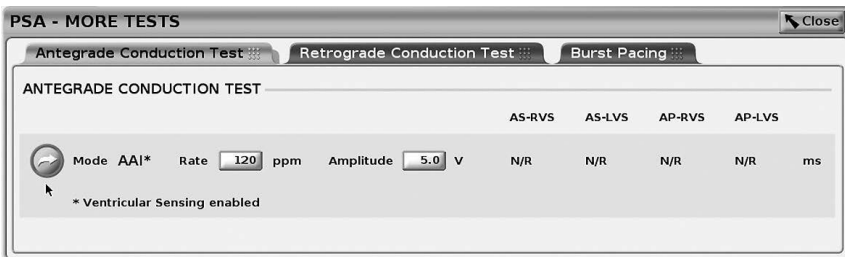 PSA - MORE TESTS Close
Antegrade Conduction Test Retrograde Conduction Test Burst Pacing
ANTEGRADE CONDUCTION TEST
AS-RVS AS-LVS AP-RVS AP-LVS
Mode AAI* Rate 120 ppm Amplitude 5.0 V N/R N/R N/R N/R ms
* Ventricular Sensing enabled